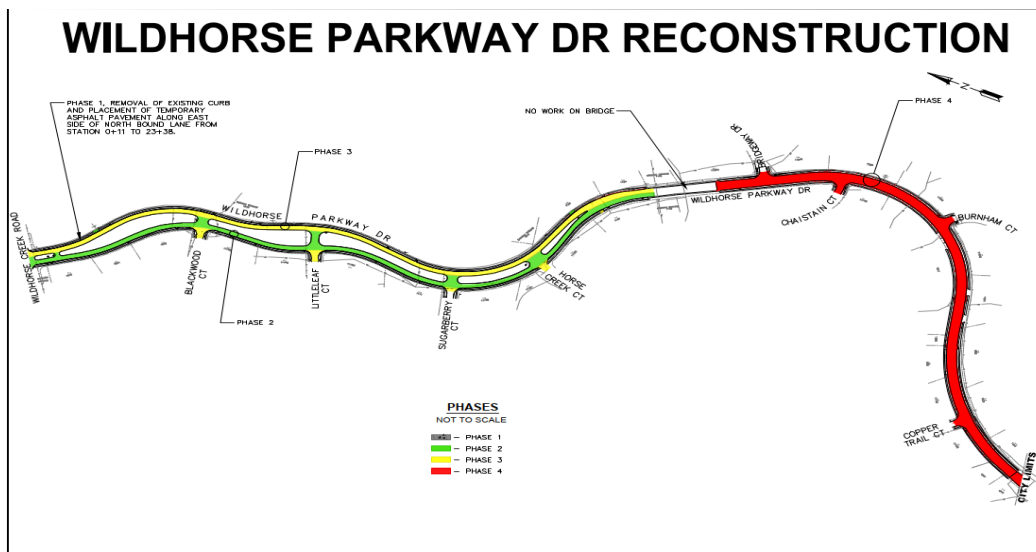 WILDHORSE PARKWAY DR RECONSTRUCTION
PHASE 1, REMOVAL OF EXISTING CURB
AND PLACEMENT OF TEMPORARY
ASPHALT PAVEMENT ALONG EAST
SIDE OF NORTH BOUND LANE FROM
STATION 0+11 TO 23+38.
N
PHASE 4
NO WORK ON BRIDGE
PHASE 3
RIDGEWAY DR
WILDHORSE PARKWAY DR
WILDHORSE PARKWAY DR
CHAISTAIN CT
BURNHAM CT
WILDHORSE CREEK ROAD
BLACKWOOD
CT
LITTLELEAF
CT
HORSE
CREEK CT
SUGARBERRY
CT
PHASE 2
PHASES
NOT TO SCALE
– PHASE 1
– PHASE 2
– PHASE 3
– PHASE 4
COPPER
TRAIL CT
CITY LIMITS